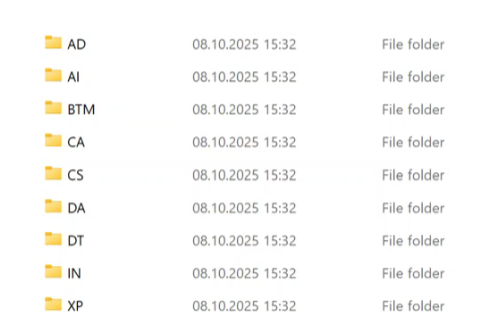 AD 08.10.2025 15:32 File folder
AI 08.10.2025 15:32 File folder
BTM 08.10.2025 15:32 File folder
CA 08.10.2025 15:32 File folder
CS 08.10.2025 15:32 File folder
DA 08.10.2025 15:32 File folder
DT 08.10.2025 15:32 File folder
IN 08.10.2025 15:32 File folder
XP 08.10.2025 15:32 File folder